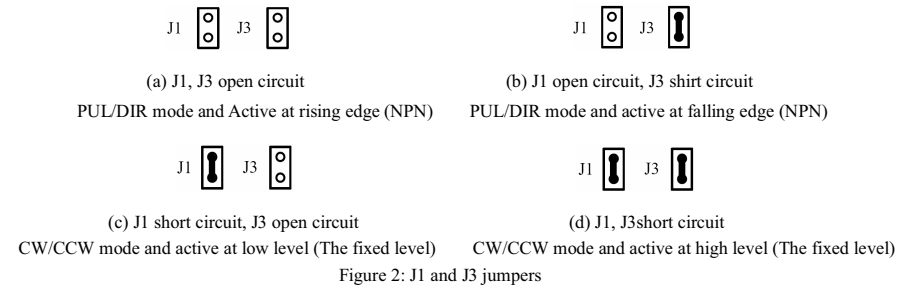 J1 J3 J1 J3
(a) J1, J3 open circuit (b) J1 open circuit, J3 shirt circuit
PUL/DIR mode and Active at rising edge (NPN) PUL/DIR mode and active at falling edge (NPN)
J1 J3 J1 J3
(c) J1 short circuit, J3 open circuit (d) J1, J3short circuit
CW/CCW mode and active at low level (The fixed level) CW/CCW mode and active at high level (The fixed level)
Figure 2: J1 and J3 jumpers